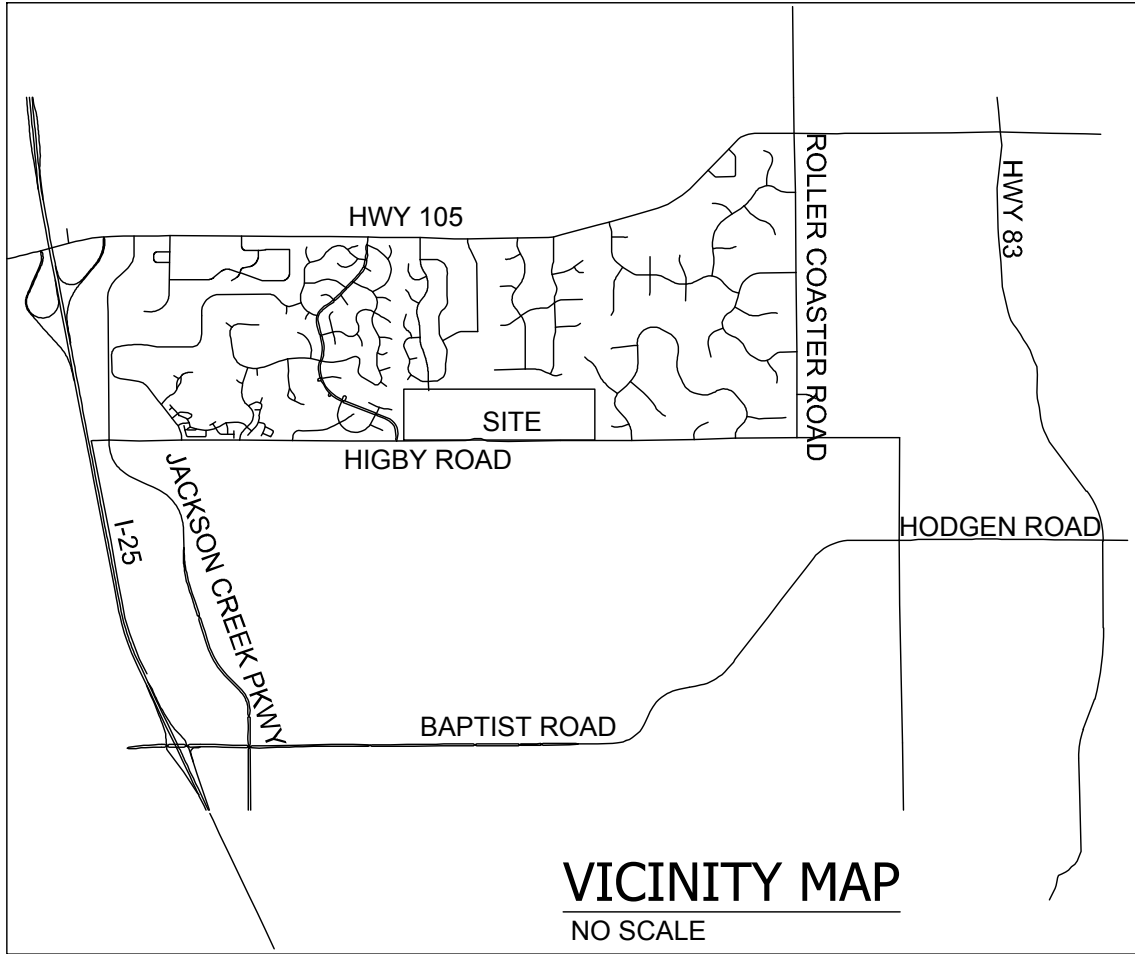 HWY 105
ROLLER COASTER ROAD
HWY 83
SITE
HIGBY ROAD
JACKSON CREEK PKWY
I-25
HODGEN ROAD
BAPTIST ROAD
VICINITY MAP
NO SCALE